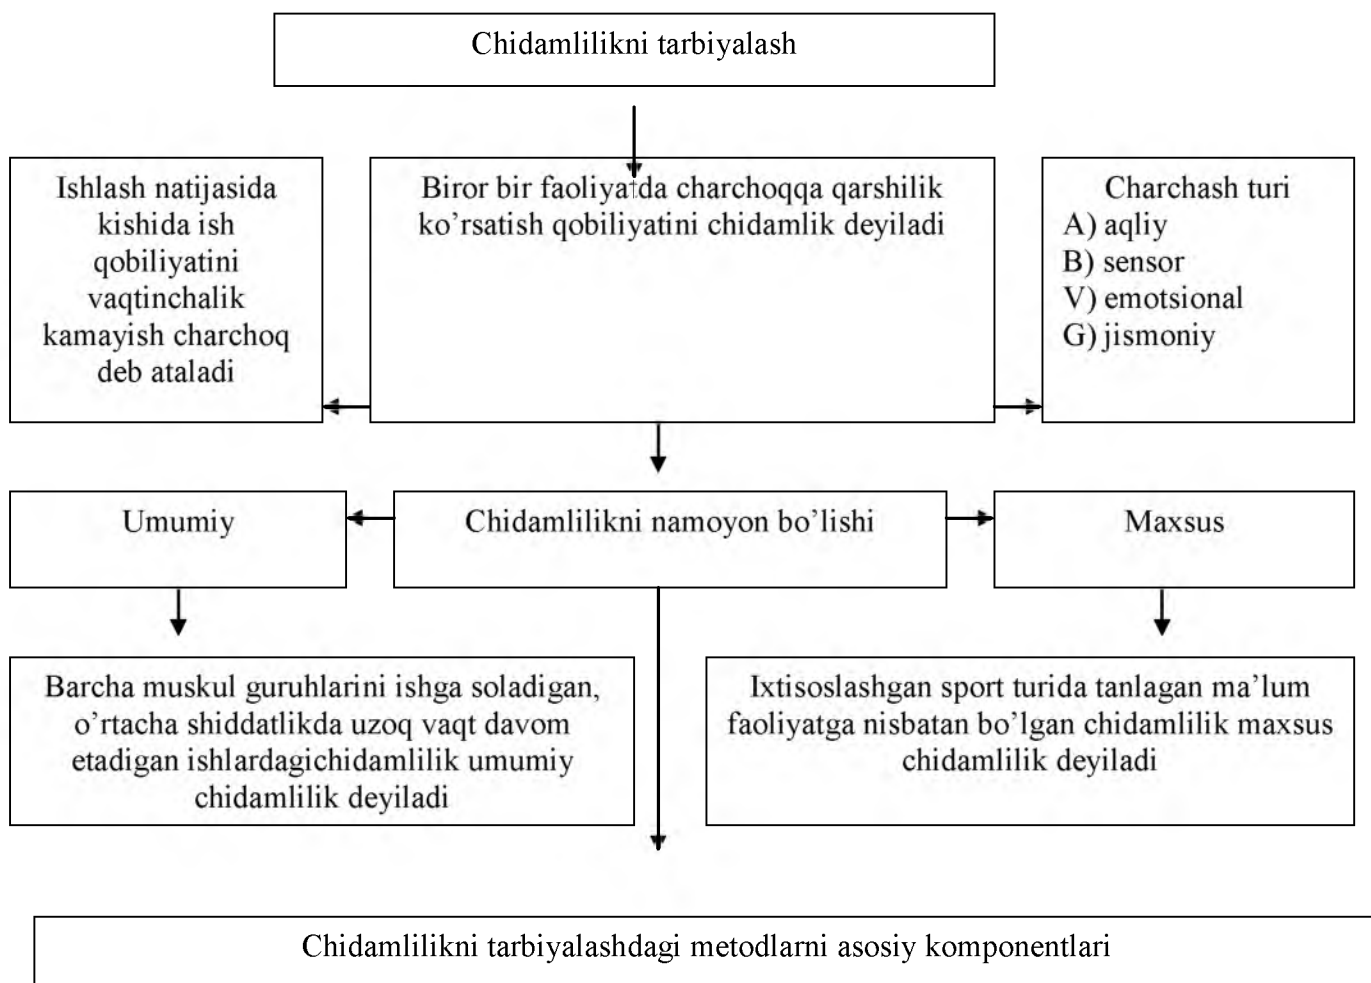 Chidamlilikni tarbiyalash
Ishlash natijasida
kishida ish
qobiliyatini
vaqtinchalik
kamayish charchoq
deb ataladi
Biror bir faoliyatda charchoqqa qarshilik
ko’rsatish qobiliyatini chidamlik deyiladi
Charchash turi
A) aqliy
B) sensor
V) emotsional
G) jismoniy
Umumiy
Chidamlilikni namoyon bo’lishi
Maxsus
Barcha muskul guruhlarini ishga soladigan,
o’rtacha shiddatlikda uzoq vaqt davom
etadigan ishlardagichidamlilik umumiy
chidamlilik deyiladi
Ixtisoslashgan sport turida tanlagan ma’lum
faoliyatga nisbatan bo’lgan chidamlilik maxsus
chidamlilik deyiladi
Chidamlilikni tarbiyalashdagi metodlarni asosiy komponentlari